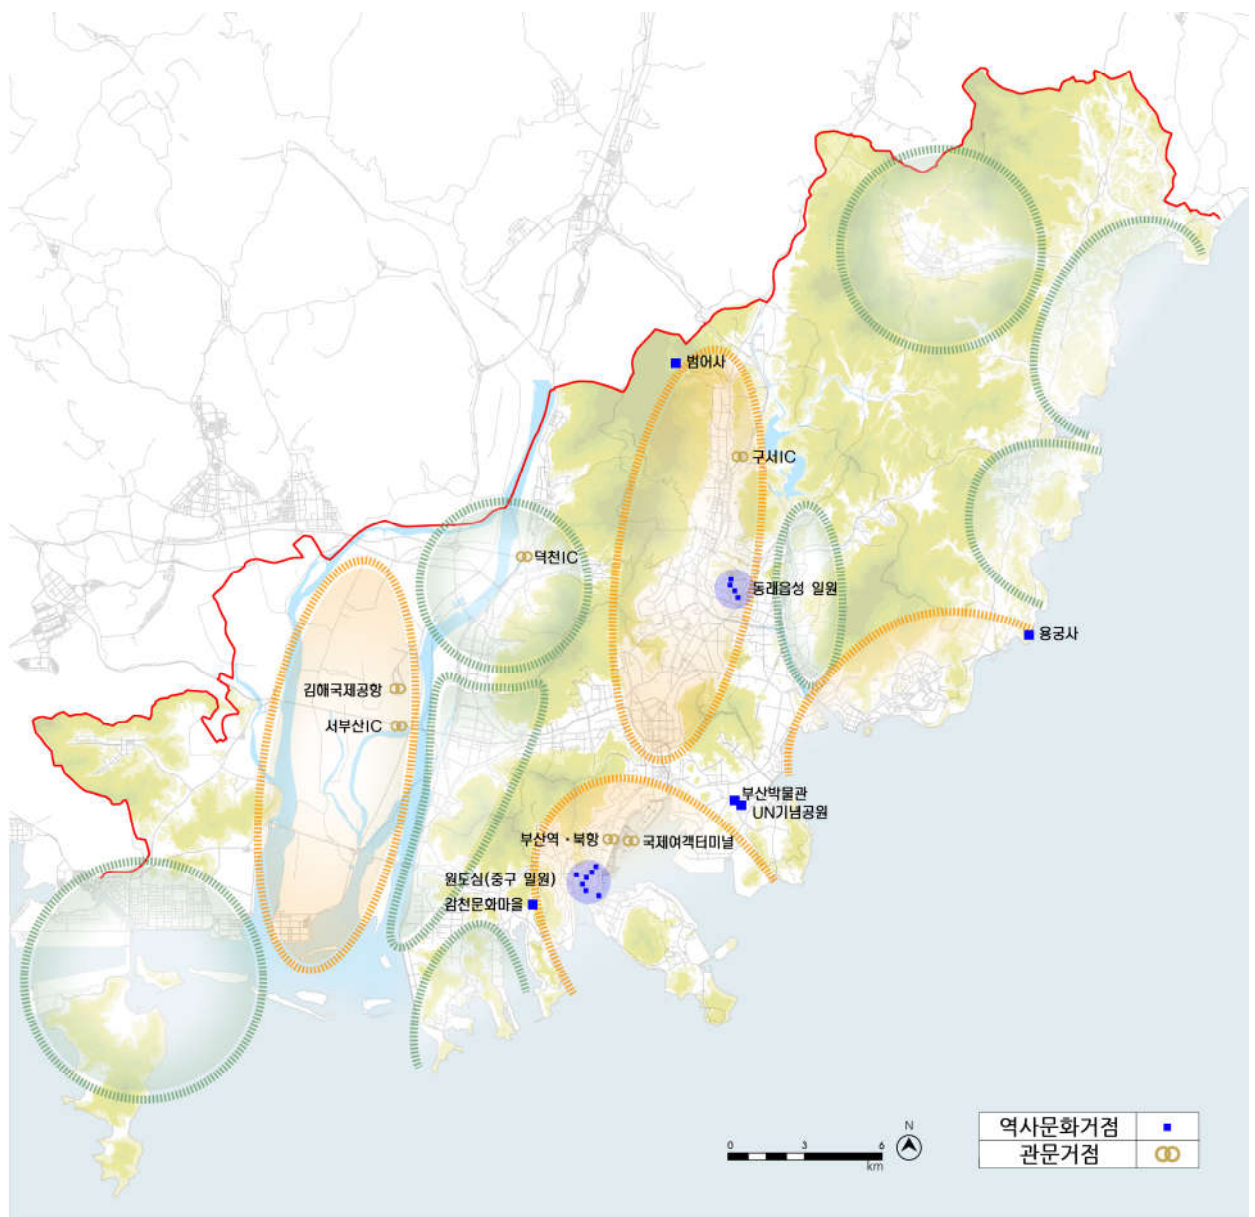 범어사
구서IC
덕천IC
동래읍성 일원
용궁사
김해국제공항
서부산IC
부산박물관
UN기념공원
부산역·북항
국제여객터미널
원도심(중구 일원)
감천문화마을
N
0 3 6
km
역사문화거점
관문거점